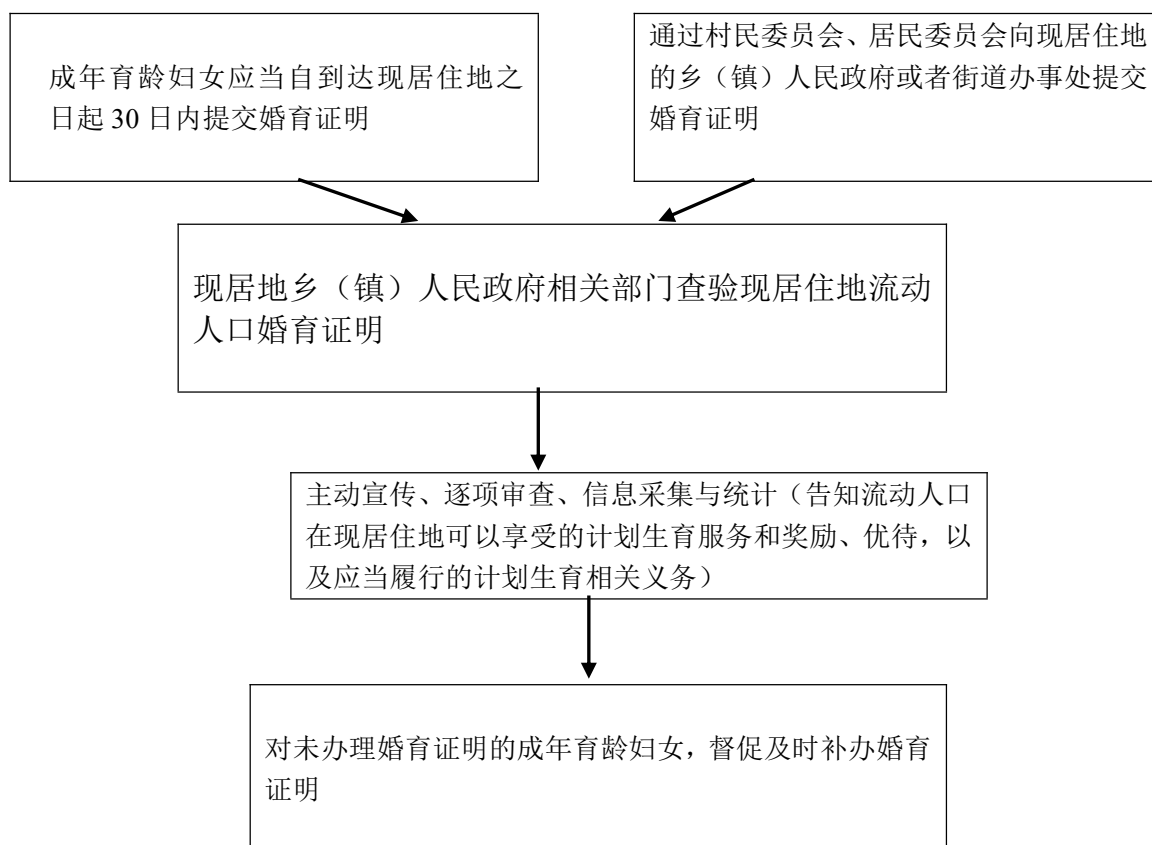 成年育龄妇女应当自到达现居住地之
日起 30 日内提交婚育证明
通过村民委员会、居民委员会向现居住地
的乡（镇）人民政府或者街道办事处提交
婚育证明
现居地乡（镇）人民政府相关部门查验现居住地流动
人口婚育证明
主动宣传、逐项审查、信息采集与统计（告知流动人口
在现居住地可以享受的计划生育服务和奖励、优待，以
及应当履行的计划生育相关义务）
对未办理婚育证明的成年育龄妇女，督促及时补办婚育
证明